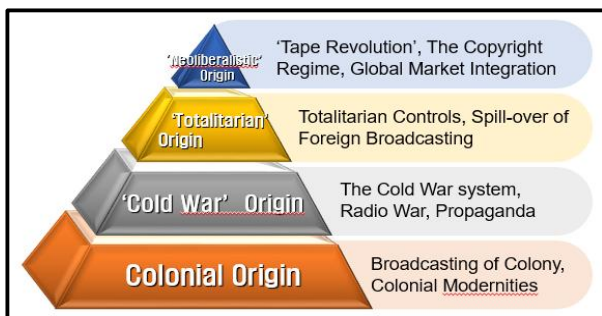 'Neoliberalistic'
Origin
'Tape Revolution', The Copyright
Regime, Global Market Integration
'Totalitarian'
Origin
Totalitarian Controls, Spill-over of
Foreign Broadcasting
'Cold War' Origin
The Cold War system,
Radio War, Propaganda
Colonial Origin
Broadcasting of Colony,
Colonial Modernities